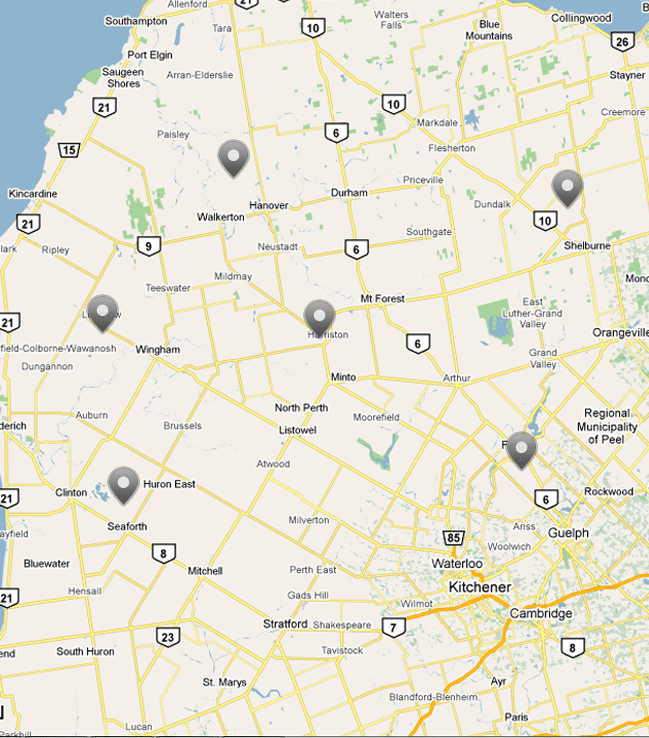 Allenford
21
Southampton
Tara
10
Walters
Falls
Blue
Mountains
Collingwood
26
Port Elgin
Saugeen
Shores
Arran-Elderslie
Stayner
21
10
Creemore
Markdale
6
Paisley
Flesherton
15
Priceville
Kincardine
Durham
Hanover
Dundalk
Walkerton
10
21
Southgate
Shelburne
9
Neustadt
6
Ripley
Mildmay
Teeswater
Mt Forest
East
Luther-Grand
Valley
21
Harriston
Orangeville
6
field-Colborne-Wawanosh
Wingham
Grand
Valley
Dungannon
Minto
Arthur
North Perth
Moorefield
Regional
Municipality
of Peel
Auburn
Brussels
Listowel
derich
Atwood
Huron East
Clinton
21
6
Rockwood
Milverton
Seaforth
Ariss
Guelph
ayfield
85
Woolwich
8
Waterloo
Bluewater
Mitchell
Perth East
Kitchener
Hensall
21
Gads Hill
Wilmot
Cambridge
Stratford
Shakespeare
7
23
8
Tavistock
South Huron
St. Marys
Ayr
Blandford-Blenheim
Paris
Lucan